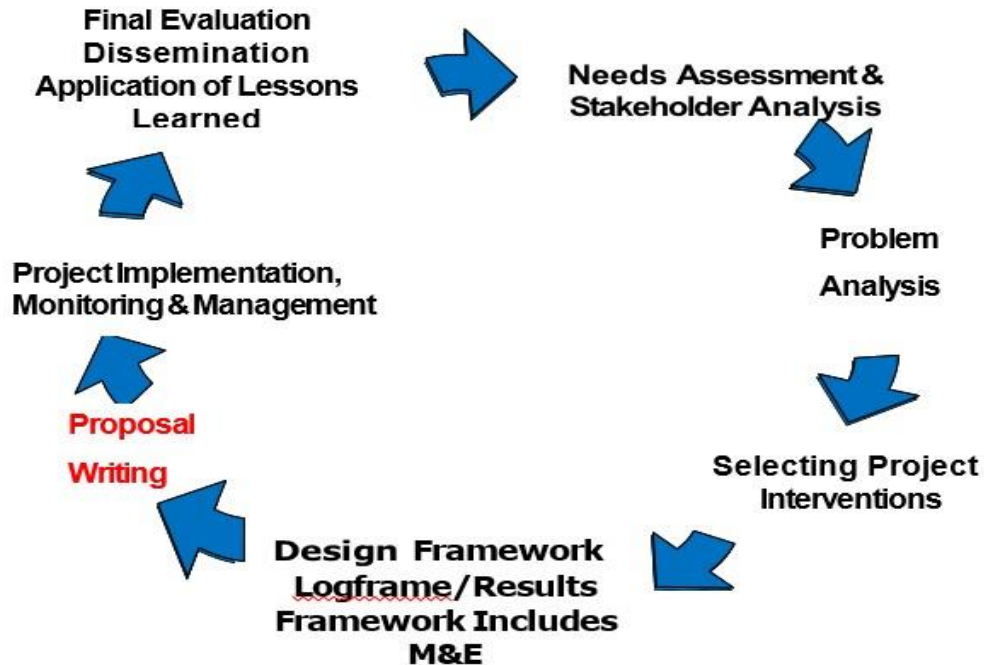 Final Evaluation
Dissemination
Application of Lessons
Learned
Needs Assessment &
Stakeholder Analysis
Problem
Analysis
Selecting Project
Interventions
Design Framework
Logframe/Results
Framework Includes
M&E
Proposal
Writing
Project Implementation,
Monitoring & Management